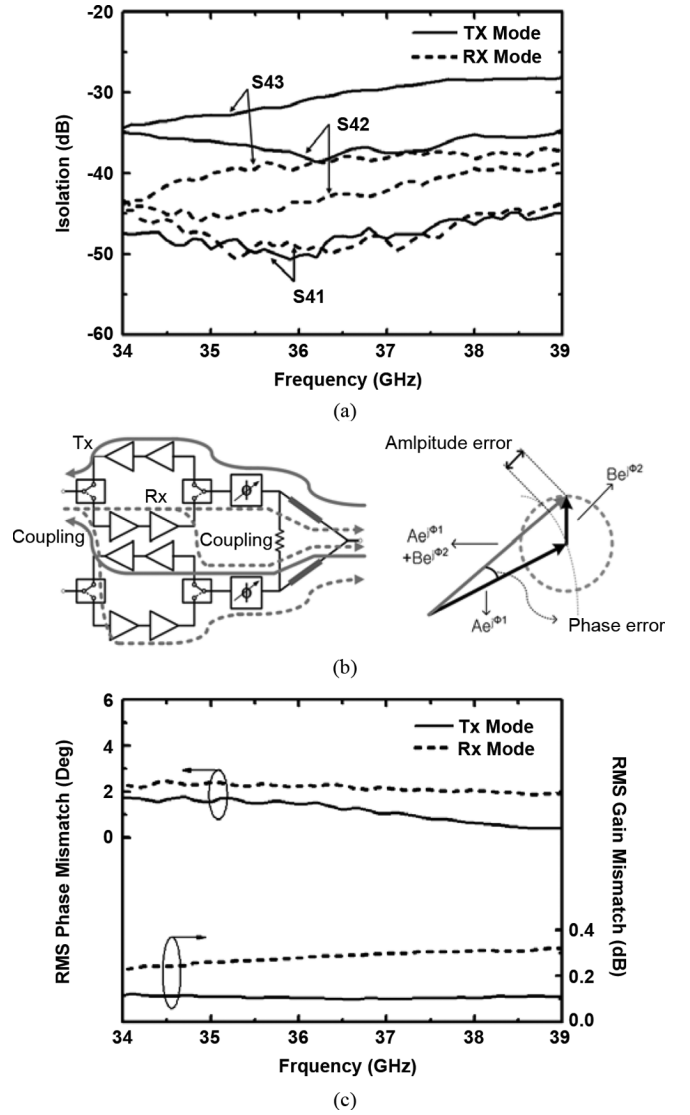 -20
-30
-40
-50
-60
Isolation (dB)
TX Mode
RX Mode
S43
S42
S41
34 35 36 37 38 39
Frequency (GHz)
(a)
Tx
Rx
Coupling
Coupling
ϕ
ϕ
Amlpitude error
Be^jΦ2
Ae^jΦ1
+Be^jΦ2
Ae^jΦ1
Phase error
(b)
6
4
2
0
RMS Phase Mismatch (Deg)
Tx Mode
Rx Mode
0.4
0.2
0.0
RMS Gain Mismatch (dB)
34 35 36 37 38 39
Frquency (GHz)
(c)